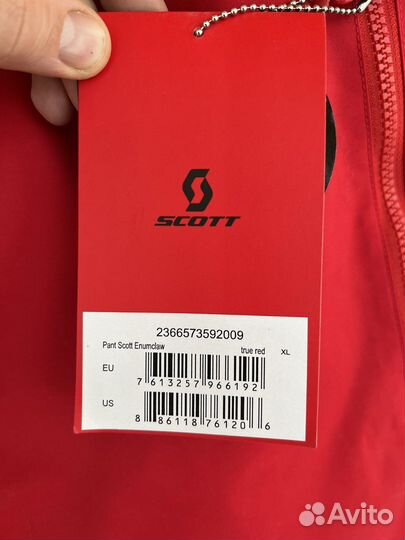 SCOTT
2366573592009
Pant Scott Enumclaw true red XL
EU
7 613257 966192
US
8 86118 76120 6
Avito